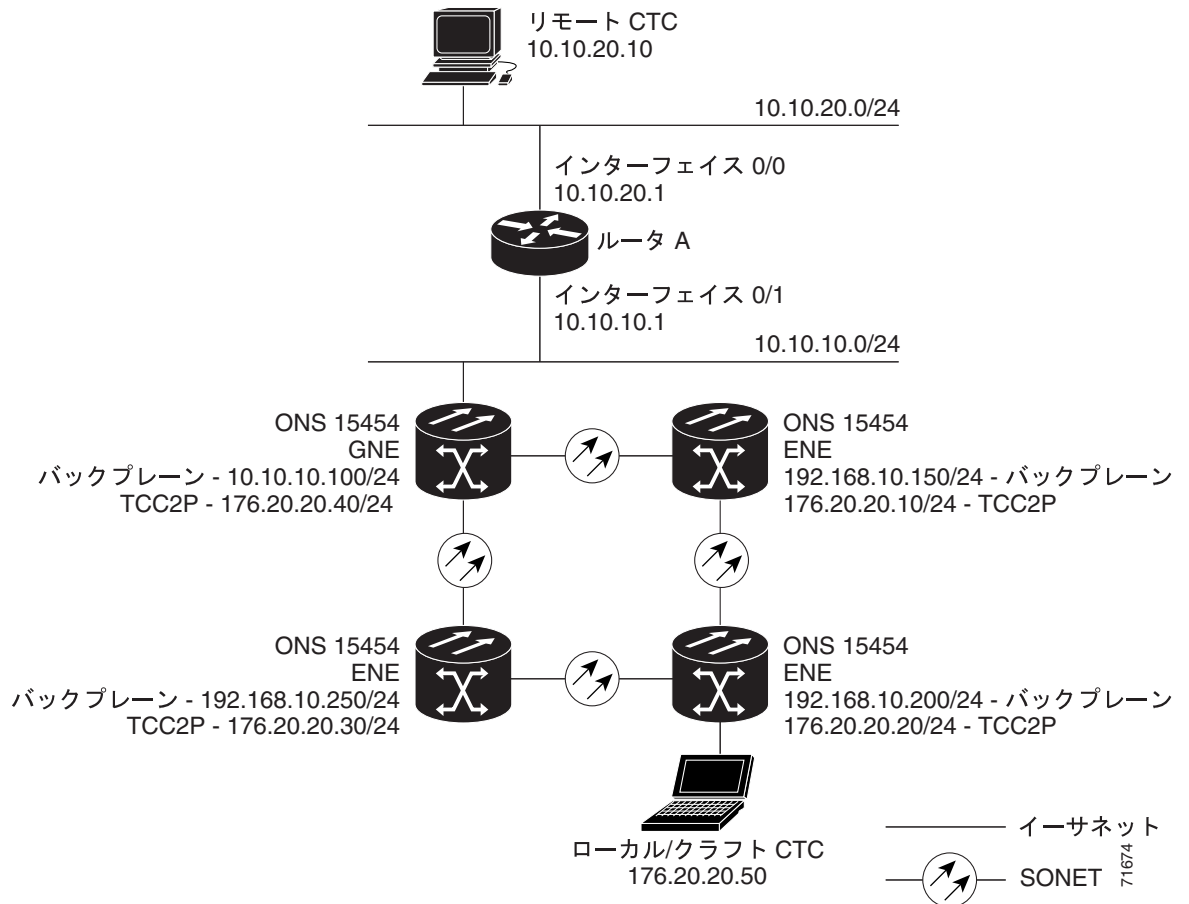 リモート CTC
10.10.20.10
10.10.20.0/24
インターフェイス 0/0
10.10.20.1
ルータ A
インターフェイス 0/1
10.10.10.1
10.10.10.0/24
ONS 15454
GNE
バックプレーン - 10.10.10.100/24
TCC2P - 176.20.20.40/24
ONS 15454
ENE
192.168.10.150/24 - バックプレーン
176.20.20.10/24 - TCC2P
ONS 15454
ENE
バックプレーン - 192.168.10.250/24
TCC2P - 176.20.20.30/24
ONS 15454
ENE
192.168.10.200/24 - バックプレーン
176.20.20.20/24 - TCC2P
ローカル/クラフト CTC
176.20.20.50
イーサネット
SONET
71674